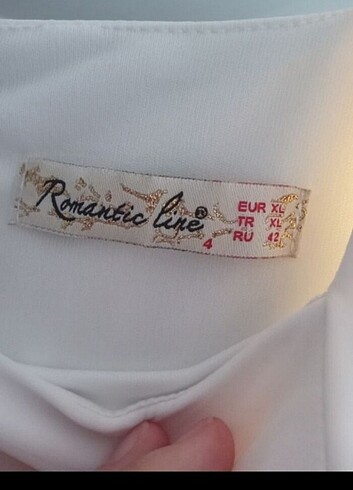 Romantic line®
4
EUR XL
TR XL
RU 42